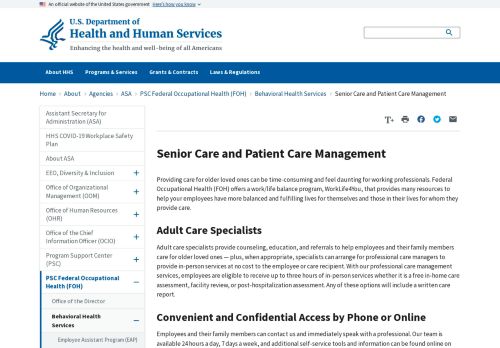 An official website of the United States government Here's how you know
U.S. Department of
Health and Human Services
Enhancing the health and well-being of all Americans
About HHS Programs & Services Grants & Contracts Laws & Regulations
Home > About > Agencies > ASA > PSC Federal Occupational Health (FOH) > Behavioral Health Services > Senior Care and Patient Care Management
Assistant Secretary for
Administration (ASA)
HHS COVID-19 Workplace Safety
Plan
About ASA
EEO, Diversity & Inclusion +
Office of Organizational
Management (OOM) +
Office of Human Resources
(OHR) +
Office of the Chief
Information Officer (OCIO) +
Program Support Center
(PSC) +
PSC Federal Occupational
Health (FOH) −
Office of the Director
Behavioral Health
Services −
Employee Assistant Program (EAP)
T+
Senior Care and Patient Care Management
Providing care for older loved ones can be time-consuming and feel daunting for working professionals. Federal
Occupational Health (FOH) offers a work/life balance program, WorkLife4You, that provides many resources to
help your employees have more balanced and fulfilling lives for themselves and those in their lives for whom they
provide care.
Adult Care Specialists
Adult care specialists provide counseling, education, and referrals to help employees and their family members
care for older loved ones — plus, when appropriate, specialists can arrange for professional care managers to
provide in-person services at no cost to the employee or care recipient. With our professional care management
services, employees are eligible to receive up to three hours of in-person services whether it is a free in-home care
assessment, facility review, or post-hospitalization assessment. Any of these options will include a written care
report.
Convenient and Confidential Access by Phone or Online
Employees and their family members can contact us and immediately speak with a professional. Our team is
available 24 hours a day, 7 days a week, and additional self-service tools and information can be found online on